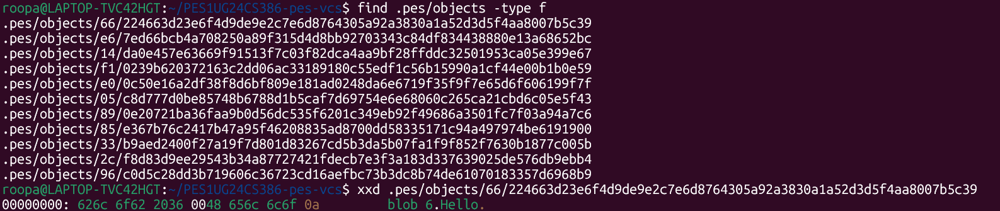 roopa@LAPTOP-TVC42HGT:~/PES1UG24CS386-pes-vcs$ find .pes/objects -type f
.pes/objects/66/224663d23e6f4d9de9e2c7e6d8764305a92a3830a1a52d3d5f4aa8007b5c39
.pes/objects/e6/7ed66bcb4a708250a89f315d4d8bb92703343c84df834438880e13a68652bc
.pes/objects/14/da0e457e63669f91513f7c03f82dca4aa9bf28ffddc32501953ca05e399e67
.pes/objects/f1/0239b620372163c2dd06ac33189180c55edf1c56b15990a1cf44e00b1b0e59
.pes/objects/e0/0c50e16a2df38f8d6bf809e181ad0248da6e6719f35f9f7e65d6f606199f7f
.pes/objects/05/c8d777d0be85748b6788d1b5caf7d69754e6e68060c265ca21cbd6c05e5f43
.pes/objects/89/0e20721ba36faa9b0d56dc535f6201c349eb92f49686a3501fc7f03a94a7c6
.pes/objects/85/e367b76c2417b47a95f46208835ad8700dd58335171c94a497974be6191900
.pes/objects/33/b9aed2400f27a19f7d801d83267cd5b3da5b07fa1f9f852f7630b1877c005b
.pes/objects/2c/f8d83d9ee29543b34a87727421fdecb7e3f3a183d337639025de576db9ebb4
.pes/objects/96/c0d5c28dd3b719606c36723cd16aefbc73b3dc8b74de61070183357d6968b9
roopa@LAPTOP-TVC42HGT:~/PES1UG24CS386-pes-vcs$ xxd .pes/objects/66/224663d23e6f4d9de9e2c7e6d8764305a92a3830a1a52d3d5f4aa8007b5c39
00000000: 626c 6f62 2036 0048 656c 6c6f 0a         blob 6.Hello.